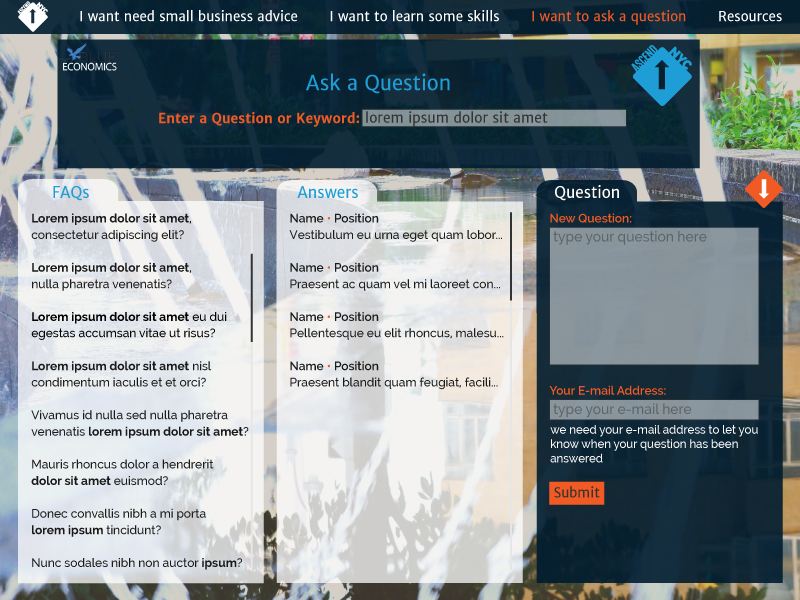 ASCEND NYC
I want need small business advice
I want to learn some skills
I want to ask a question
Resources
ECONOMICS
ASCEND NYC
Ask a Question
Enter a Question or Keyword: lorem ipsum dolor sit amet
FAQs
Lorem ipsum dolor sit amet,
consectetur adipiscing elit?
Lorem ipsum dolor sit amet,
nulla pharetra venenatis?
Lorem ipsum dolor sit amet eu dui
egestas accumsan vitae ut risus?
Lorem ipsum dolor sit amet nisl
condimentum iaculis et et orci?
Vivamus id nulla sed nulla pharetra
venenatis lorem ipsum dolor sit amet?
Mauris rhoncus dolor a hendrerit
dolor sit amet euismod?
Donec convallis nibh a mi porta
lorem ipsum tincidunt?
Nunc sodales nibh non auctor ipsum?
Answers
Name • Position
Vestibulum eu urna eget quam lobor...
Name • Position
Praesent ac quam vel mi laoreet con...
Name • Position
Pellentesque eu elit rhoncus, malesu...
Name • Position
Praesent blandit quam feugiat, facili...
Question
New Question:
type your question here
Your E-mail Address:
type your e-mail here
we need your e-mail address to let you
know when your question has been
answered
Submit